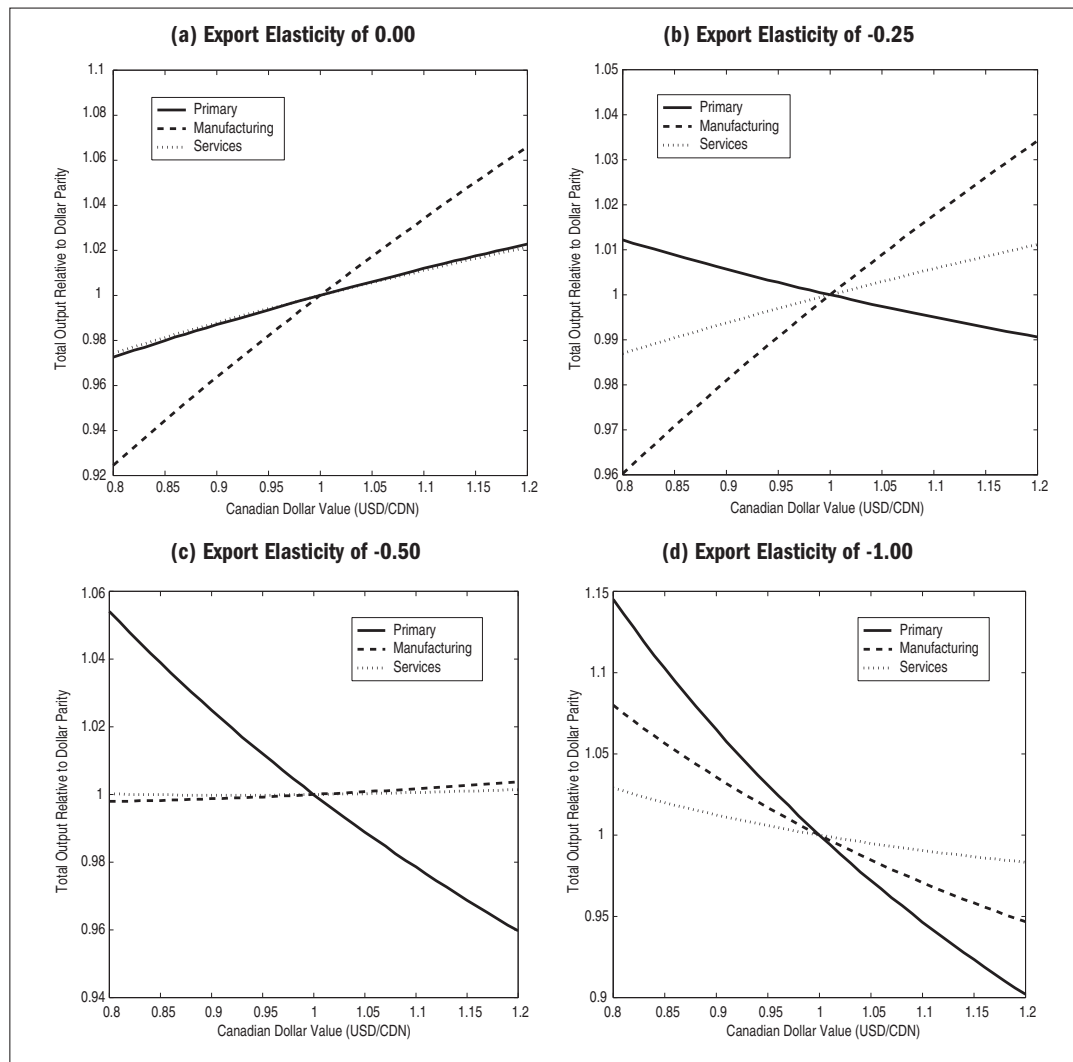 (a) Export Elasticity of 0.00
1.1
1.08
1.06
1.04
1.02
1
0.98
0.96
0.94
0.92
Total Output Relative to Dollar Parity
Primary
Manufacturing
Services
0.8 0.85 0.9 0.95 1 1.05 1.1 1.15 1.2
Canadian Dollar Value (USD/CDN)
(b) Export Elasticity of -0.25
1.05
1.04
1.03
1.02
1.01
1
0.99
0.98
0.97
0.96
Total Output Relative to Dollar Parity
Primary
Manufacturing
Services
0.8 0.85 0.9 0.95 1 1.05 1.1 1.15 1.2
Canadian Dollar Value (USD/CDN)
(c) Export Elasticity of -0.50
1.06
1.04
1.02
1
0.98
0.96
0.94
Total Output Relative to Dollar Parity
Primary
Manufacturing
Services
0.8 0.85 0.9 0.95 1 1.05 1.1 1.15 1.2
Canadian Dollar Value (USD/CDN)
(d) Export Elasticity of -1.00
1.15
1.1
1.05
1
0.95
0.9
Total Output Relative to Dollar Parity
Primary
Manufacturing
Services
0.8 0.85 0.9 0.95 1 1.05 1.1 1.15 1.2
Canadian Dollar Value (USD/CDN)